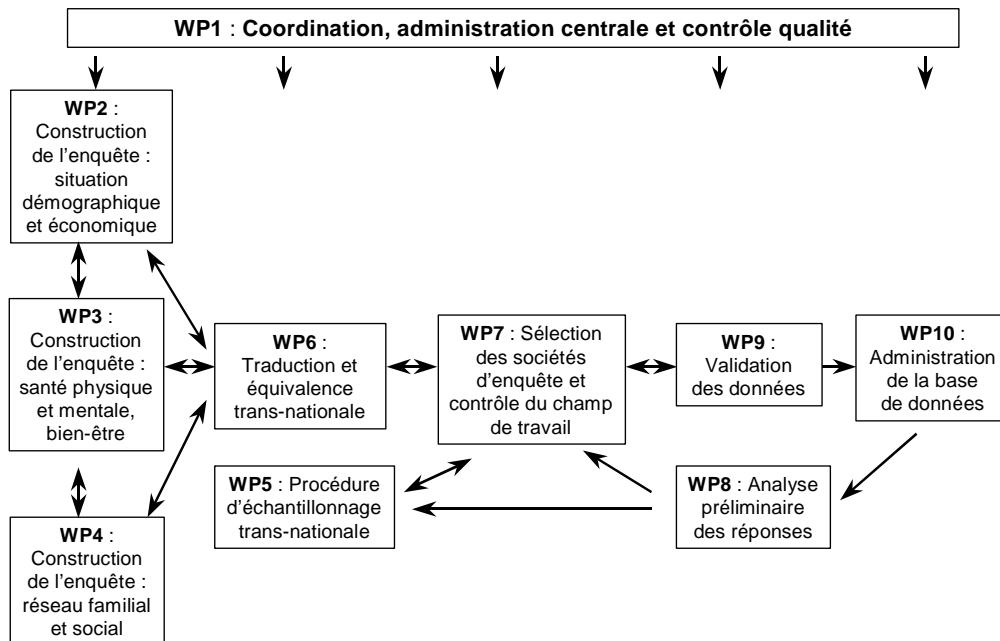 WP1 : Coordination, administration centrale et contrôle qualité
WP2 :
Construction
de l’enquête :
situation
démographique
et économique
WP3 :
Construction
de l’enquête :
santé physique
et mentale,
bien-être
WP4 :
Construction
de l’enquête :
réseau familial
et social
WP6 :
Traduction et
équivalence
trans-nationale
WP5 : Procédure
d’échantillonnage
trans-nationale
WP7 : Sélection
des sociétés
d’enquête et
contrôle du champ
de travail
WP9 :
Validation
des données
WP8 : Analyse
préliminaire
des réponses
WP10 :
Administration
de la base
de données